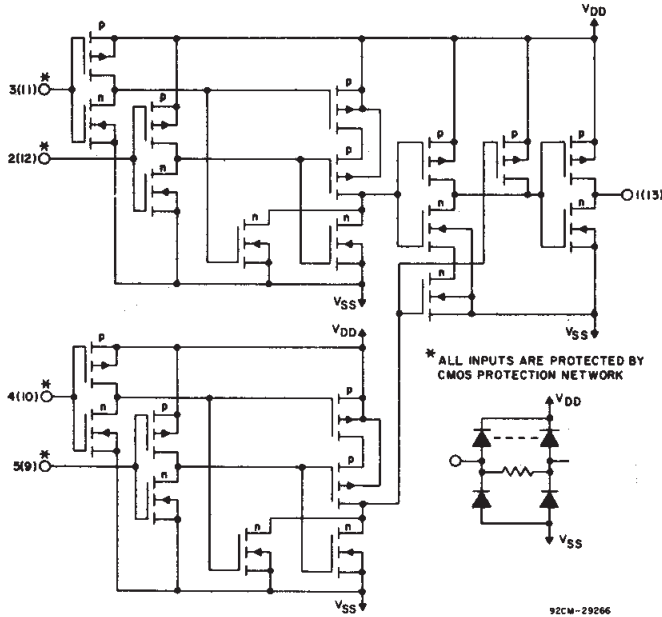 VDD
p
p
3(11) *
n
p
p
p
p
p
2(12) *
n
p
n
1(13)
n
n
n
n
VSS
VSS
VDD
p
* ALL INPUTS ARE PROTECTED BY
CMOS PROTECTION NETWORK
4(10) *
n
p
p
VDD
5(9) *
n
p
n
n
VSS
VSS
92CM-29266